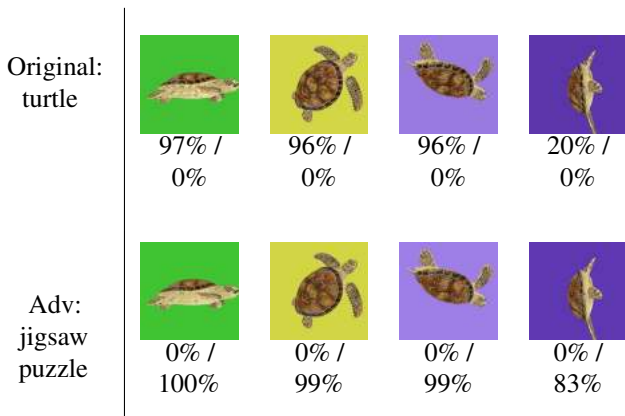 Original:
turtle
97% / 96% / 96% / 20% /
0% 0% 0% 0%
Adv:
jigsaw
puzzle
0% / 0% / 0% / 0% /
100% 99% 99% 83%